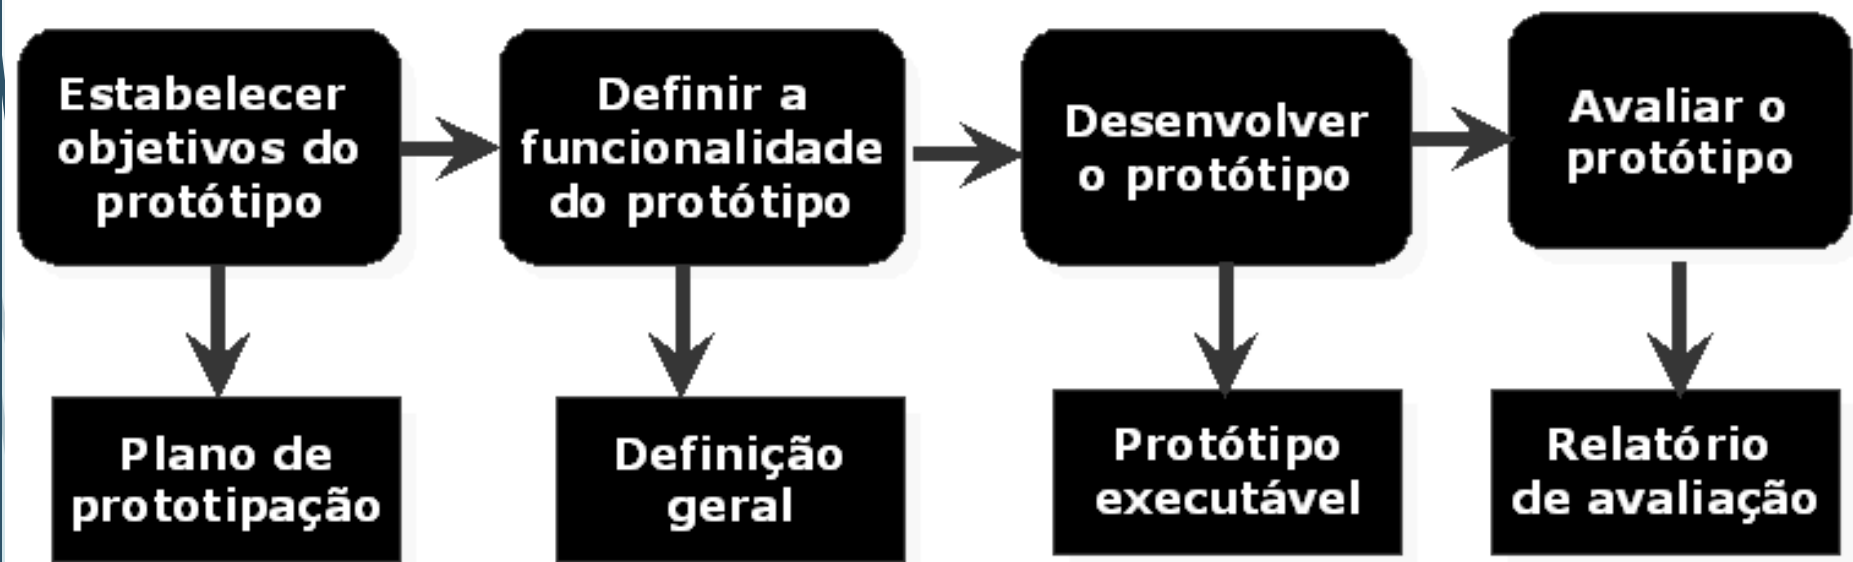 Estabelecer
objetivos do
protótipo
Definir a
funcionalidade
do protótipo
Desenvolver
o protótipo
Avaliar o
protótipo
Plano de
prototipação
Definição
geral
Protótipo
executável
Relatório
de avaliação